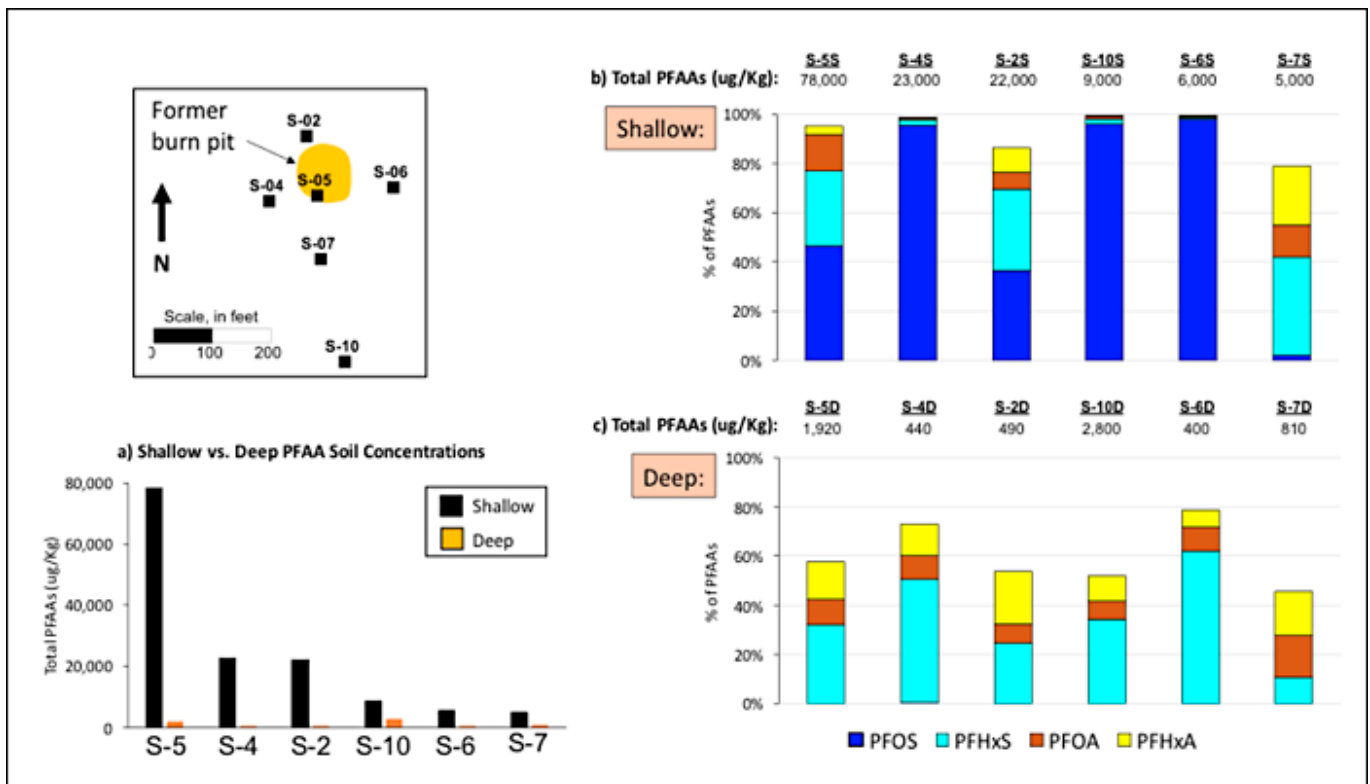 Former
burn pit
S-02
S-06
S-04
S-05
S-07
N
Scale, in feet
0 100 200
S-10
a) Shallow vs. Deep PFAA Soil Concentrations
Total PFAAs (ug/Kg)
80,000
60,000
40,000
20,000
0
Shallow
Deep
S-5 S-4 S-2 S-10 S-6 S-7
S-5S S-4S S-2S S-10S S-6S S-7S
b) Total PFAAs (ug/Kg): 78,000 23,000 22,000 9,000 6,000 5,000
Shallow:
% of PFAAs
100%
80%
60%
40%
20%
0%
S-5D S-4D S-2D S-10D S-6D S-7D
c) Total PFAAs (ug/Kg): 1,920 440 490 2,800 400 810
Deep:
% of PFAAs
100%
80%
60%
40%
20%
0%
PFOS PFHxS PFOA PFHxA